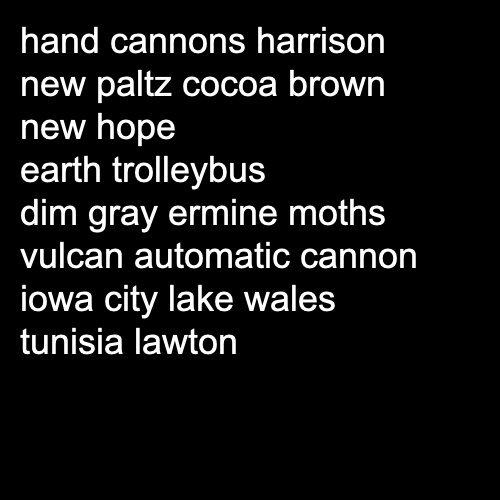 hand cannons harrison
new paltz cocoa brown
new hope
earth trolleybus
dim gray ermine moths
vulcan automatic cannon
iowa city lake wales
tunisia lawton